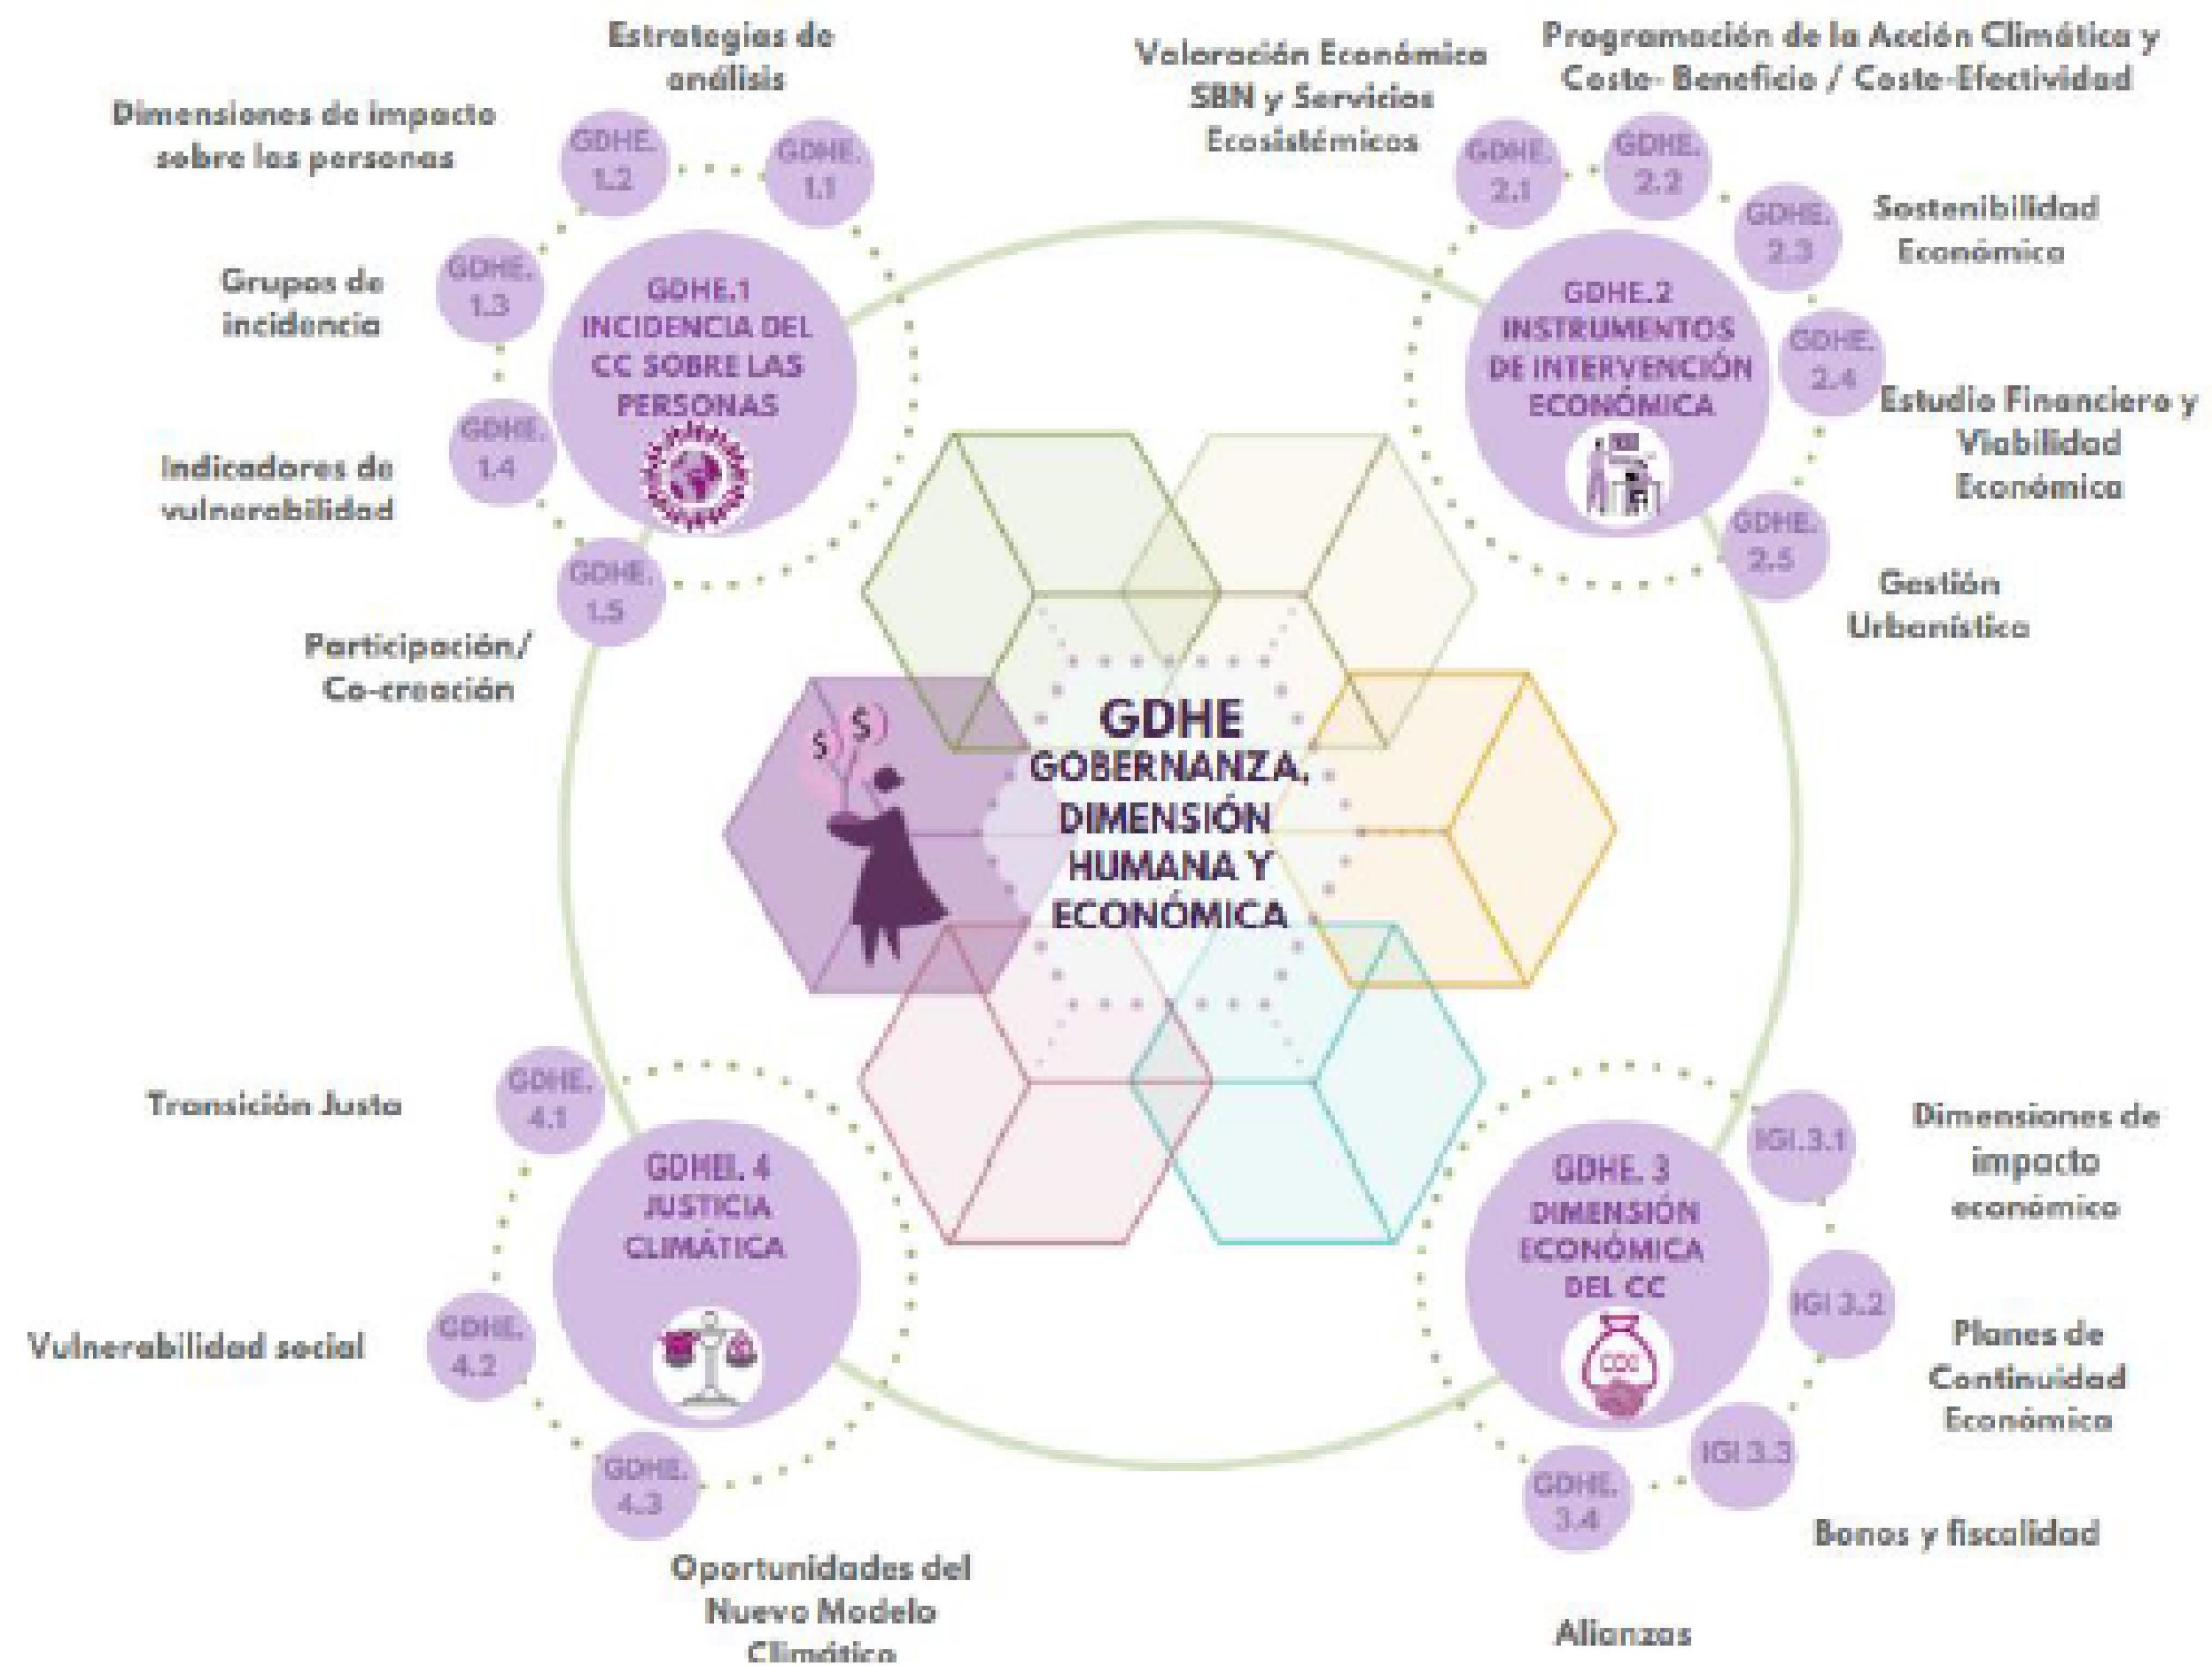 Estrategias de
análisis
Dimensiones de impacto
sobre las personas
GDHE.
1.2
GDHE.
1.1
Grupos de
incidencia
GDHE.
1.3
GDHE.1
INCIDENCIA DEL
CC SOBRE LAS
PERSONAS
Indicadores de
vulnerabilidad
GDHE.
1.4
GDHE.
1.5
Participación/
Co-creación
Valoración Económica
SBN y Servicios
Ecosistémicos
Programación de la Acción Climática y
Coste- Beneficio / Coste-Efectividad
GDHE.
2.1
GDHE.
2.2
GDHE.
2.3
Sostenibilidad
Económica
GDHE.2
INSTRUMENTOS
DE INTERVENCIÓN
ECONÓMICA
GDHE.
2.4
Estudio Financiero y
Viabilidad
Económica
GDHE.
2.5
Gestión
Urbanística
$ $
GDHE
GOBERNANZA,
DIMENSIÓN
HUMANA Y
ECONÓMICA
Transición Justa
GDHE.
4.1
GDHEI. 4
JUSTICIA
CLIMÁTICA
Vulnerabilidad social
GDHE.
4.2
GDHE.
4.3
Oportunidades del
Nuevo Modelo
Climático
GDHE. 3
DIMENSIÓN
ECONÓMICA
DEL CC
IGI.3.1
Dimensiones de
impacto
económico
IGI 3.2
Planes de
Continuidad
Económica
IGI 3.3
Bonos y fiscalidad
GDHE.
3.4
Alianzas